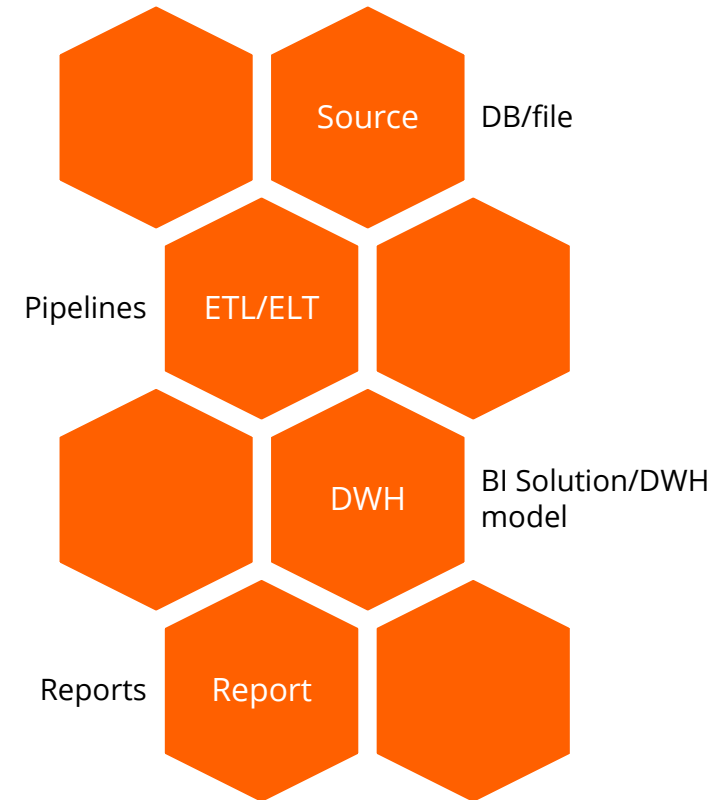 Source
DB/file
Pipelines
ETL/ELT
DWH
BI Solution/DWH
model
Reports
Report